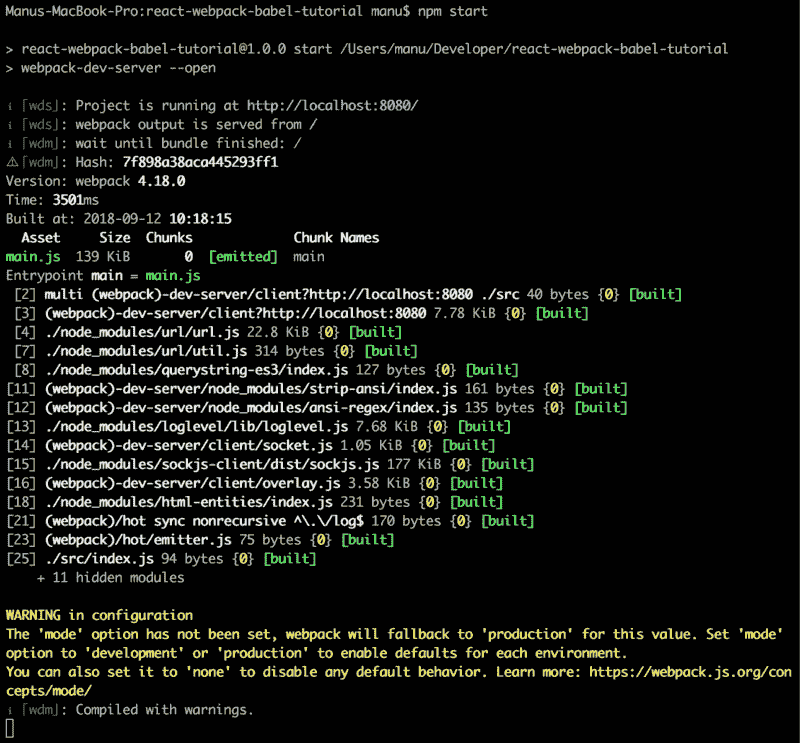 Manus-MacBook-Pro:react-webpack-babel-tutorial manu$ npm start
> react-webpack-babel-tutorial@1.0.0 start /Users/manu/Developer/react-webpack-babel-tutorial
> webpack-dev-server --open
ℹ ｢wds｣: Project is running at http://localhost:8080/
ℹ ｢wds｣: webpack output is served from /
ℹ ｢wdm｣: wait until bundle finished: /
⚠ ｢wdm｣: Hash: 7f898a38aca445293ff1
Version: webpack 4.18.0
Time: 3501ms
Built at: 2018-09-12 10:18:15
Asset Size Chunks Chunk Names
main.js 139 KiB 0 [emitted] main
Entrypoint main = main.js
[2] multi (webpack)-dev-server/client?http://localhost:8080 ./src 40 bytes {0} [built]
[3] (webpack)-dev-server/client?http://localhost:8080 7.78 KiB {0} [built]
[4] ./node_modules/url/url.js 22.8 KiB {0} [built]
[7] ./node_modules/url/util.js 314 bytes {0} [built]
[8] ./node_modules/querystring-es3/index.js 127 bytes {0} [built]
[11] (webpack)-dev-server/node_modules/strip-ansi/index.js 161 bytes {0} [built]
[12] (webpack)-dev-server/node_modules/ansi-regex/index.js 135 bytes {0} [built]
[13] ./node_modules/loglevel/lib/loglevel.js 7.68 KiB {0} [built]
[14] (webpack)-dev-server/client/socket.js 1.05 KiB {0} [built]
[15] ./node_modules/sockjs-client/dist/sockjs.js 177 KiB {0} [built]
[16] (webpack)-dev-server/client/overlay.js 3.58 KiB {0} [built]
[18] ./node_modules/html-entities/index.js 231 bytes {0} [built]
[21] (webpack)/hot sync nonrecursive ^\.\/log$ 170 bytes {0} [built]
[23] (webpack)/hot/emitter.js 75 bytes {0} [built]
[25] ./src/index.js 94 bytes {0} [built]
+ 11 hidden modules
WARNING in configuration
The 'mode' option has not been set, webpack will fallback to 'production' for this value. Set 'mode'
option to 'development' or 'production' to enable defaults for each environment.
You can also set it to 'none' to disable any default behavior. Learn more: https://webpack.js.org/con
cepts/mode/
ℹ ｢wdm｣: Compiled with warnings.